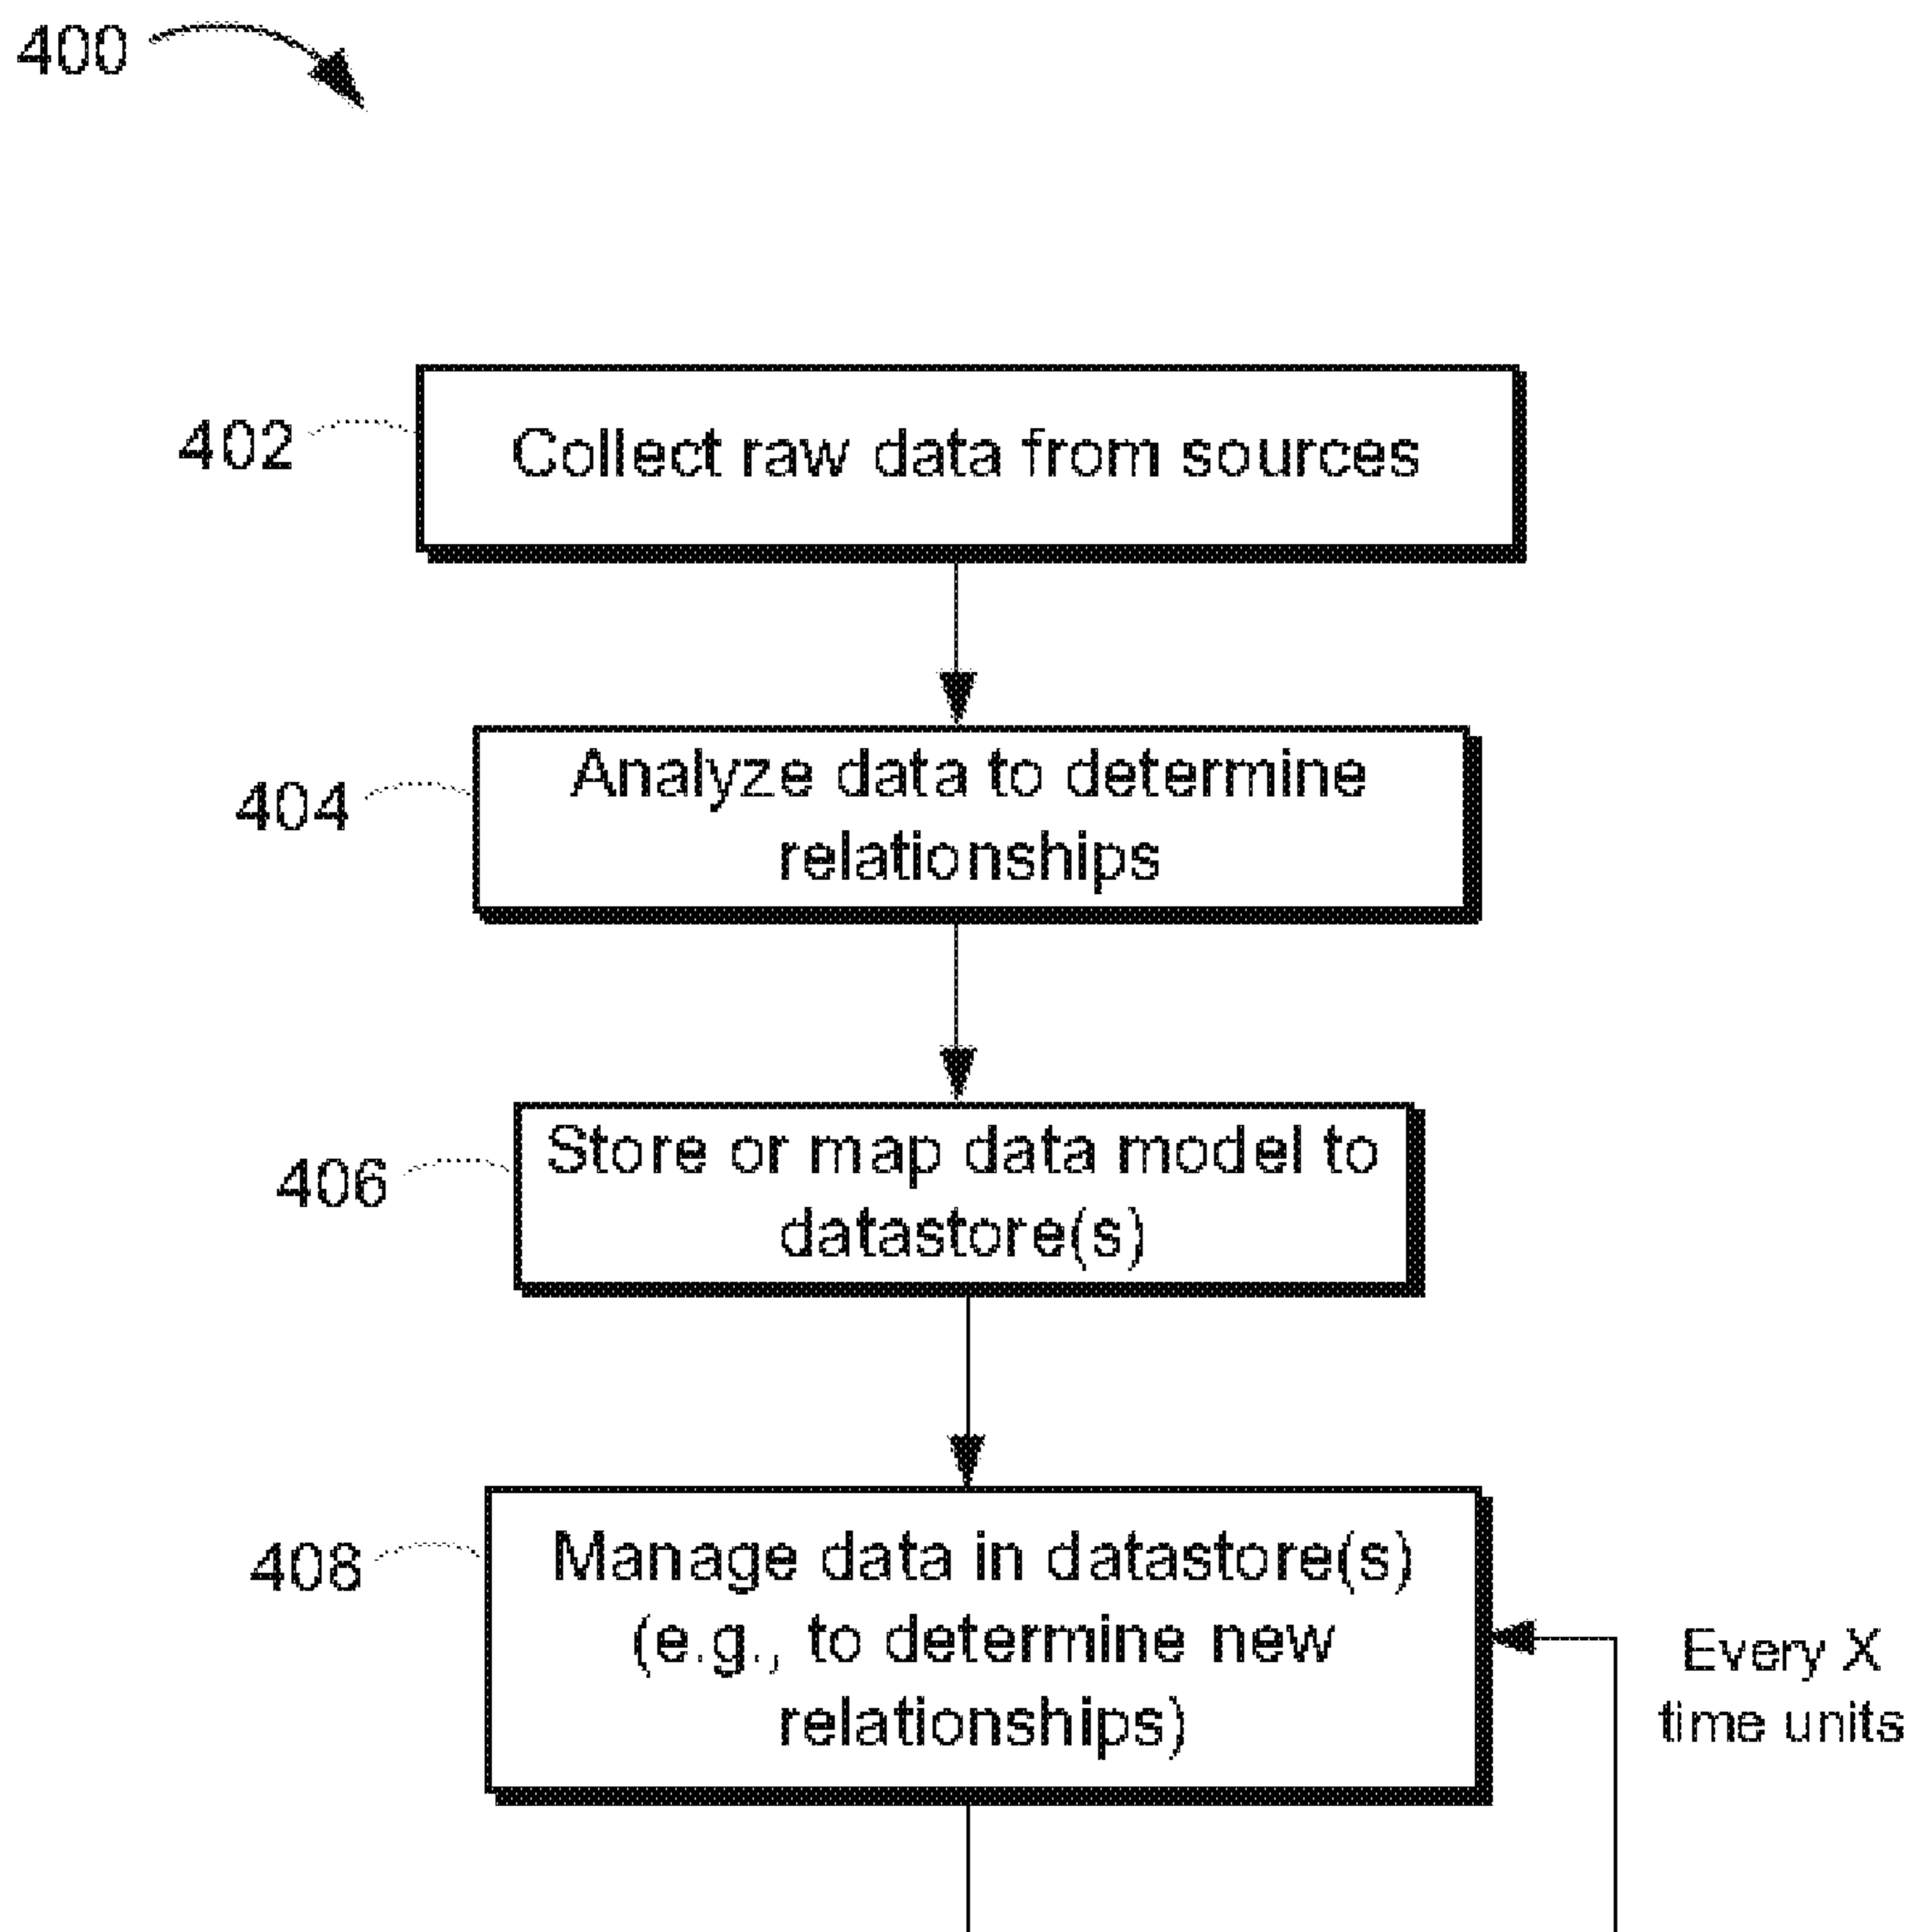 400
402
Collect raw data from sources
404
Analyze data to determine
relationships
406
Store or map data model to
datastore(s)
408
Manage data in datastore(s)
(e.g., to determine new
relationships)
Every X
time units